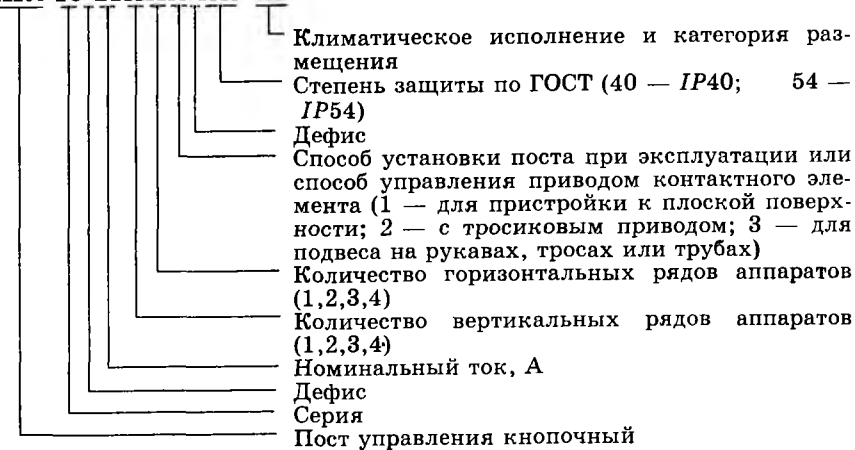 Климатическое исполнение и категория раз-
мещения
Степень защиты по ГОСТ (40 — IP40; 54 —
IP54)
Дефис
Способ установки поста при эксплуатации или
способ управления приводом контактного эле-
мента (1 — для пристройки к плоской поверх-
ности; 2 — с тросиковым приводом; 3 — для
подвеса на рукавах, тросах или трубах)
Количество горизонтальных рядов аппаратов
(1,2,3,4)
Количество вертикальных рядов аппаратов
(1,2,3,4)
Номинальный ток, А
Дефис
Серия
Пост управления кнопочный